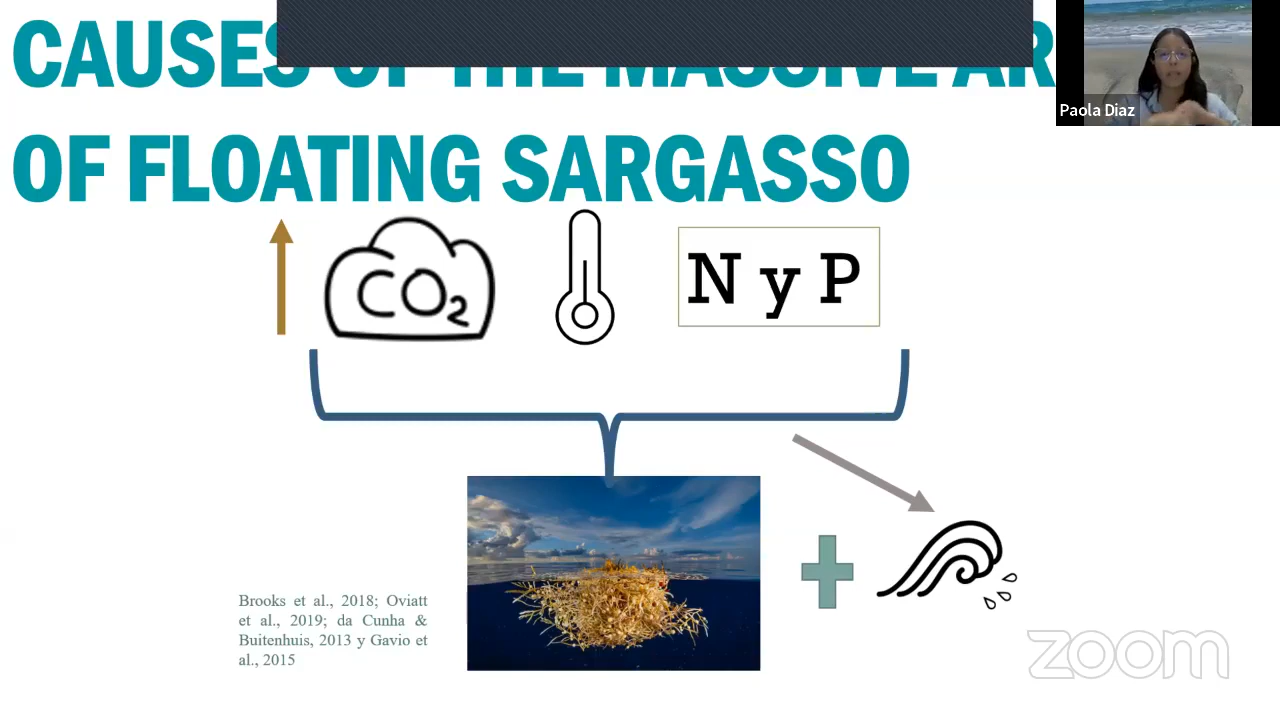 CAUSES OF THE MASSIVE AR
OF FLOATING SARGASSO
Paola Diaz
CO2
N y P
Brooks et al., 2018; Oviatt
et al., 2019; da Cunha &
Buitenhuis, 2013 y Gavio et
al., 2015
zoom